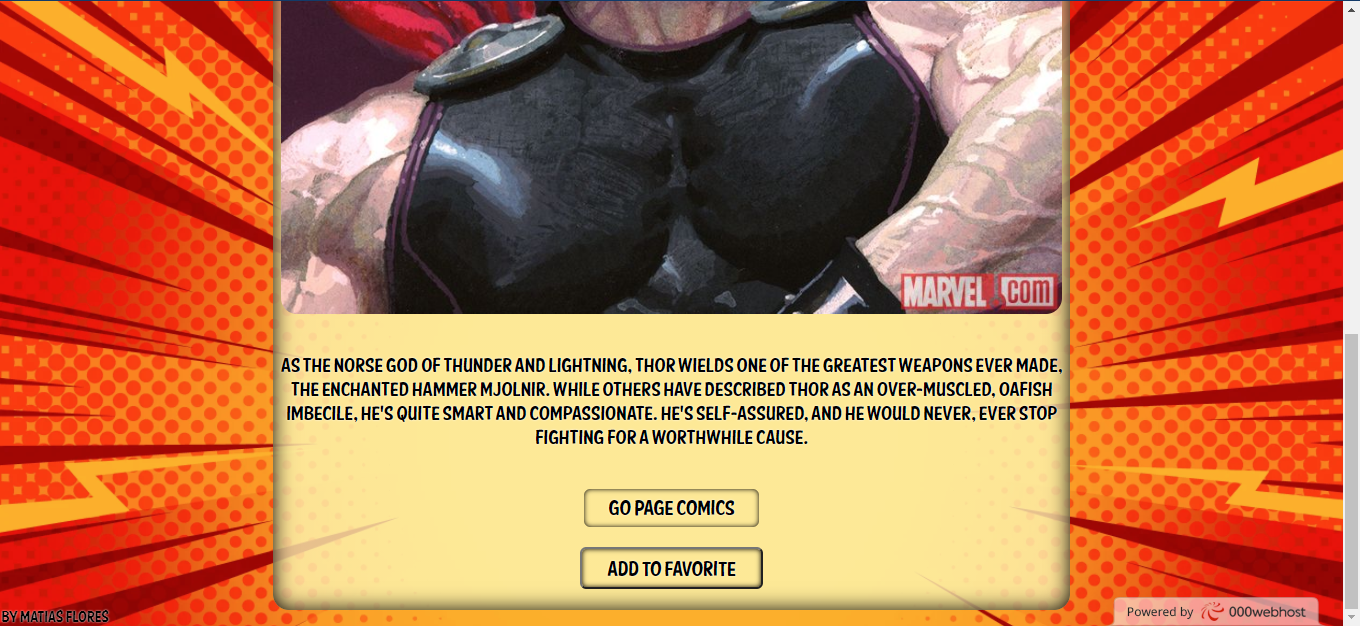 MARVEL.com
AS THE NORSE GOD OF THUNDER AND LIGHTNING, THOR WIELDS ONE OF THE GREATEST WEAPONS EVER MADE,
THE ENCHANTED HAMMER MJOLNIR. WHILE OTHERS HAVE DESCRIBED THOR AS AN OVER-MUSCLED, OAFISH
IMBECILE, HE'S QUITE SMART AND COMPASSIONATE. HE'S SELF-ASSURED, AND HE WOULD NEVER, EVER STOP
FIGHTING FOR A WORTHWHILE CAUSE.
GO PAGE COMICS
ADD TO FAVORITE
BY MATIAS FLORES
Powered by 000webhost